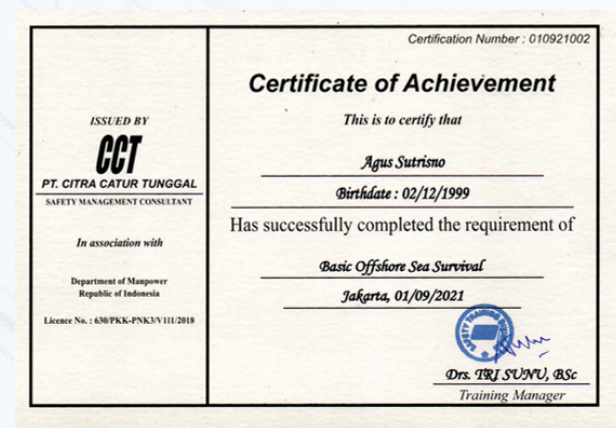 Certification Number : 010921002
Certificate of Achievement
This is to certify that
Agus Sutrisno
Birthdate : 02/12/1999
Has successfully completed the requirement of
Basic Offshore Sea Survival
Jakarta, 01/09/2021
SAFETY TRAINING
Drs. TRI SUNU, BSc
Training Manager
ISSUED BY
CCT
PT. CITRA CATUR TUNGGAL
SAFETY MANAGEMENT CONSULTANT
In association with
Department of Manpower
Republic of Indonesia
Licence No. : 630/PKK-PNK3/V111/2018